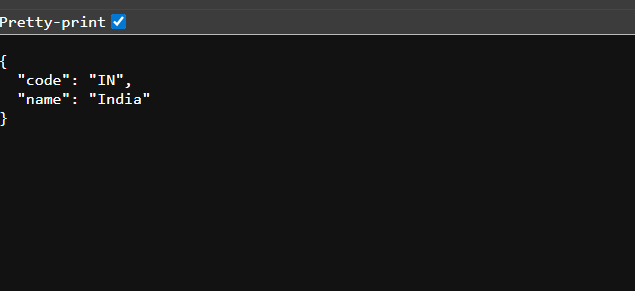 Pretty-print
{
  "code": "IN",
  "name": "India"
}